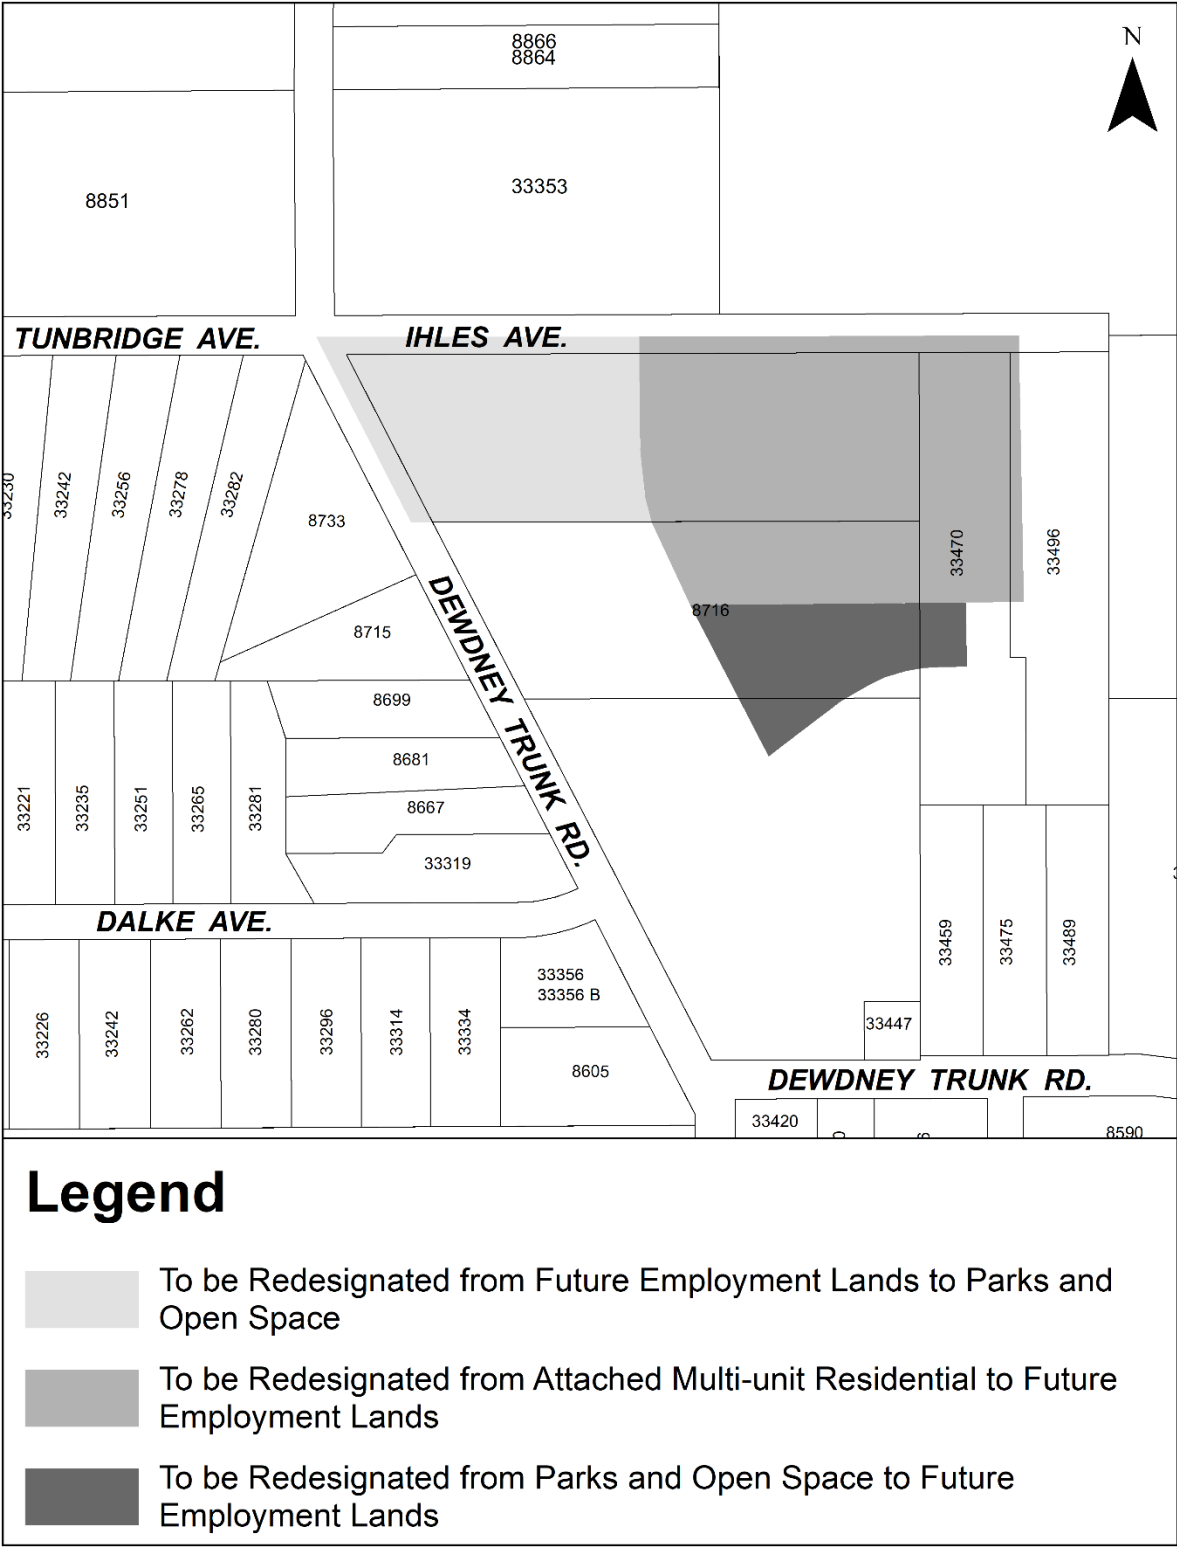 8866
8864
N
8851
33353
TUNBRIDGE AVE.
IHLES AVE.
33230
33242
33256
33278
33282
8733
33470
33496
8716
8715
DEWDNEY TRUNK RD.
8699
8681
8667
33319
33221
33235
33251
33265
33281
DALKE AVE.
33459
33475
33489
33356
33356 B
33226
33242
33262
33280
33296
33314
33334
33447
8605
DEWDNEY TRUNK RD.
33420
8590
Legend
To be Redesignated from Future Employment Lands to Parks and
Open Space
To be Redesignated from Attached Multi-unit Residential to Future
Employment Lands
To be Redesignated from Parks and Open Space to Future
Employment Lands